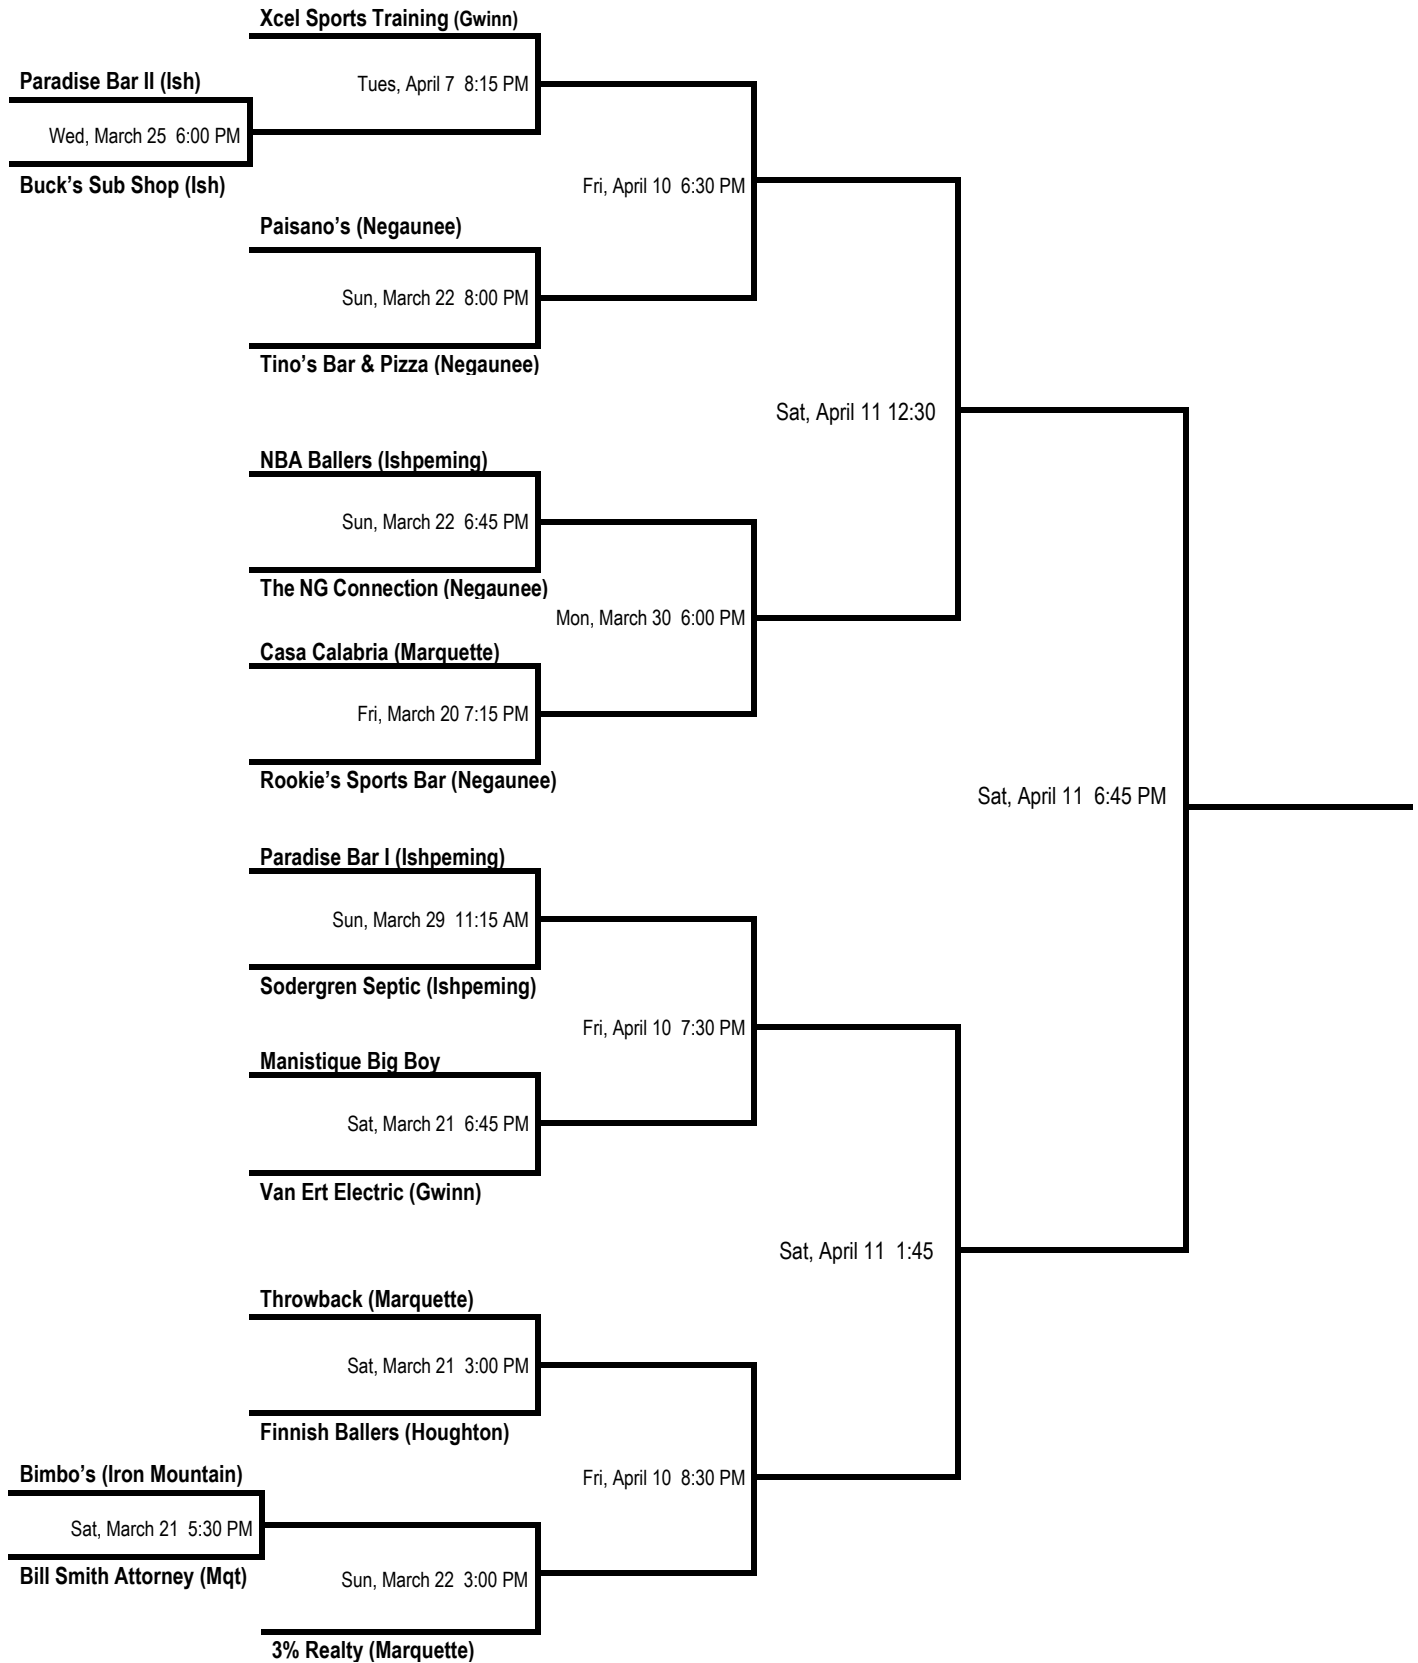 Xcel Sports Training (Gwinn)
Paradise Bar II (Ish)
Tues, April 7 8:15 PM
Wed, March 25 6:00 PM
Buck’s Sub Shop (Ish)
Fri, April 10 6:30 PM
Paisano’s (Negaunee)
Sun, March 22 8:00 PM
Tino’s Bar & Pizza (Negaunee)
Sat, April 11 12:30
NBA Ballers (Ishpeming)
Sun, March 22 6:45 PM
The NG Connection (Negaunee)
Mon, March 30 6:00 PM
Casa Calabria (Marquette)
Fri, March 20 7:15 PM
Rookie’s Sports Bar (Negaunee)
Sat, April 11 6:45 PM
Paradise Bar I (Ishpeming)
Sun, March 29 11:15 AM
Sodergren Septic (Ishpeming)
Fri, April 10 7:30 PM
Manistique Big Boy
Sat, March 21 6:45 PM
Van Ert Electric (Gwinn)
Sat, April 11 1:45
Throwback (Marquette)
Sat, March 21 3:00 PM
Finnish Ballers (Houghton)
Bimbo’s (Iron Mountain)
Fri, April 10 8:30 PM
Sat, March 21 5:30 PM
Bill Smith Attorney (Mqt)
Sun, March 22 3:00 PM
3% Realty (Marquette)